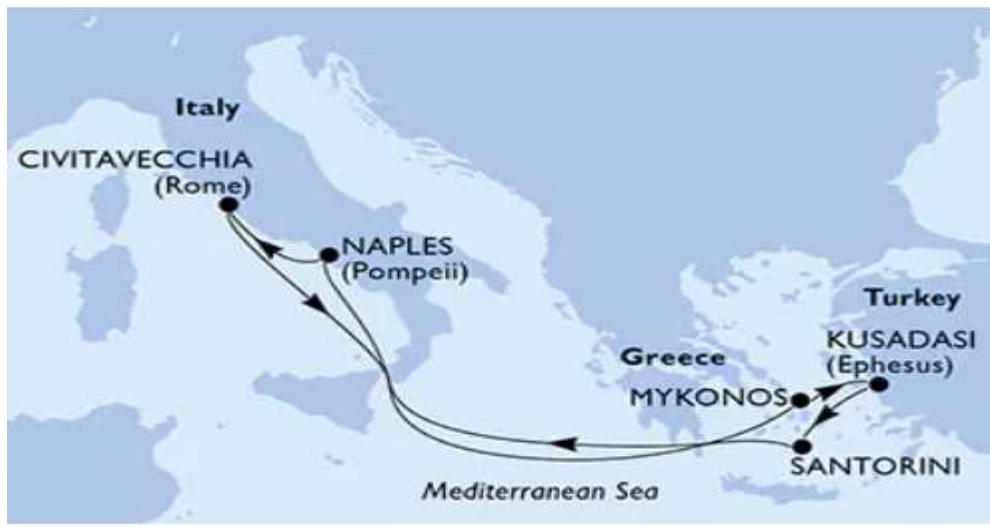 Italy
CIVITAVECCHIA
(Rome)
NAPLES
(Pompeii)
Turkey
KUSADASI
(Ephesus)
Greece
MYKONOS
SANTORINI
Mediterranean Sea